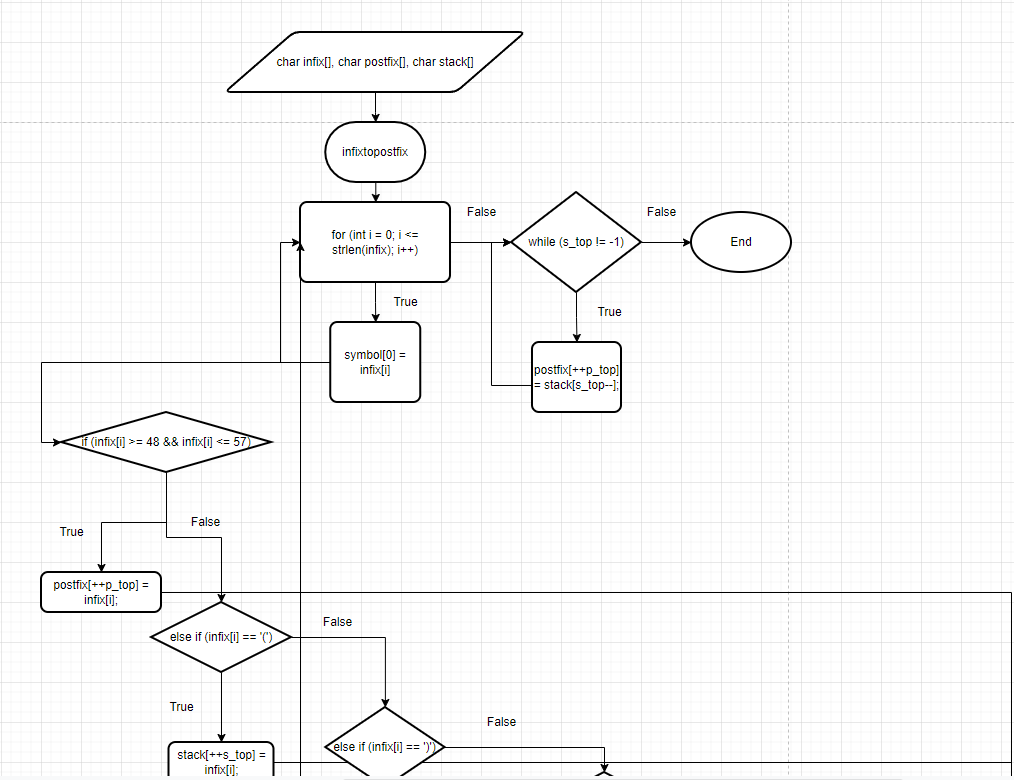 char infix[], char postfix[], char stack[]
infixtopostfix
for (int i = 0; i <=
strlen(infix); i++)
False
while (s_top != -1)
False
End
True
True
symbol[0] =
infix[i]
postfix[++p_top]
= stack[s_top--];
if (infix[i] >= 48 && infix[i] <= 57)
True
False
postfix[++p_top] =
infix[i];
else if (infix[i] == '(')
False
True
else if (infix[i] == ')')
False
stack[++s_top] =
infix[i];